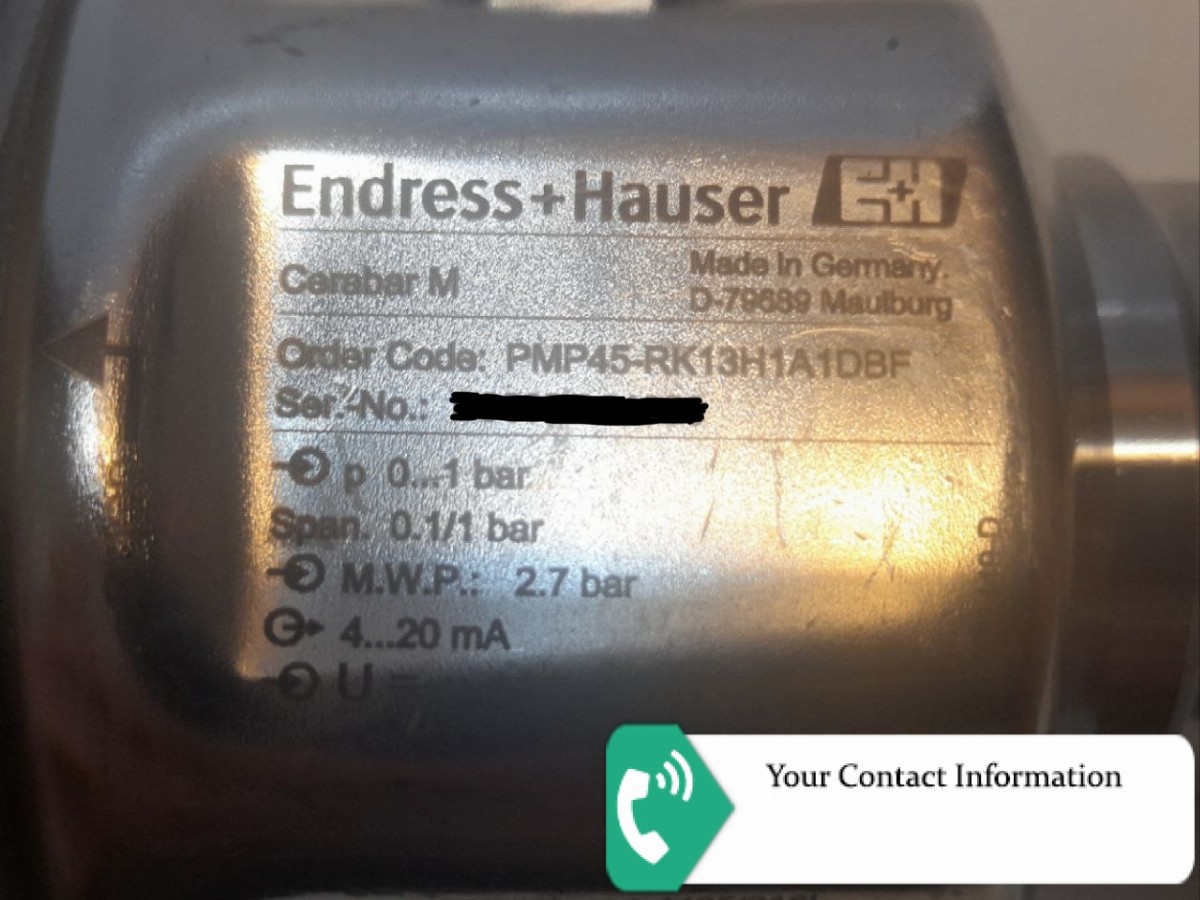 Endress+Hauser E+H
Cerabar M
Made in Germany.
D-79689 Maulburg
Order Code: PMP45-RK13H1A1DBF
Ser.-No.:
p 0...1 bar
Span. 0.1/1 bar
M.W.P.: 2.7 bar
4...20 mA
U =
Your Contact Information